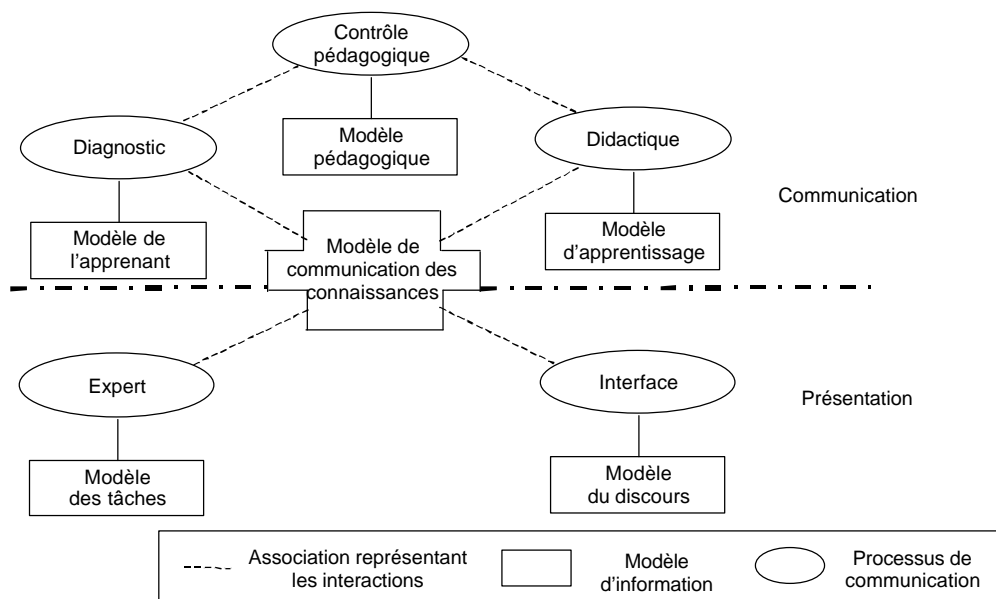 Contrôle
pédagogique
Diagnostic
Modèle
pédagogique
Didactique
Communication
Modèle de
l'apprenant
Modèle de
communication des
connaissances
Modèle
d'apprentissage
Expert
Interface
Présentation
Modèle
des tâches
Modèle
du discours
Association représentant
les interactions
Modèle
d'information
Processus de
communication